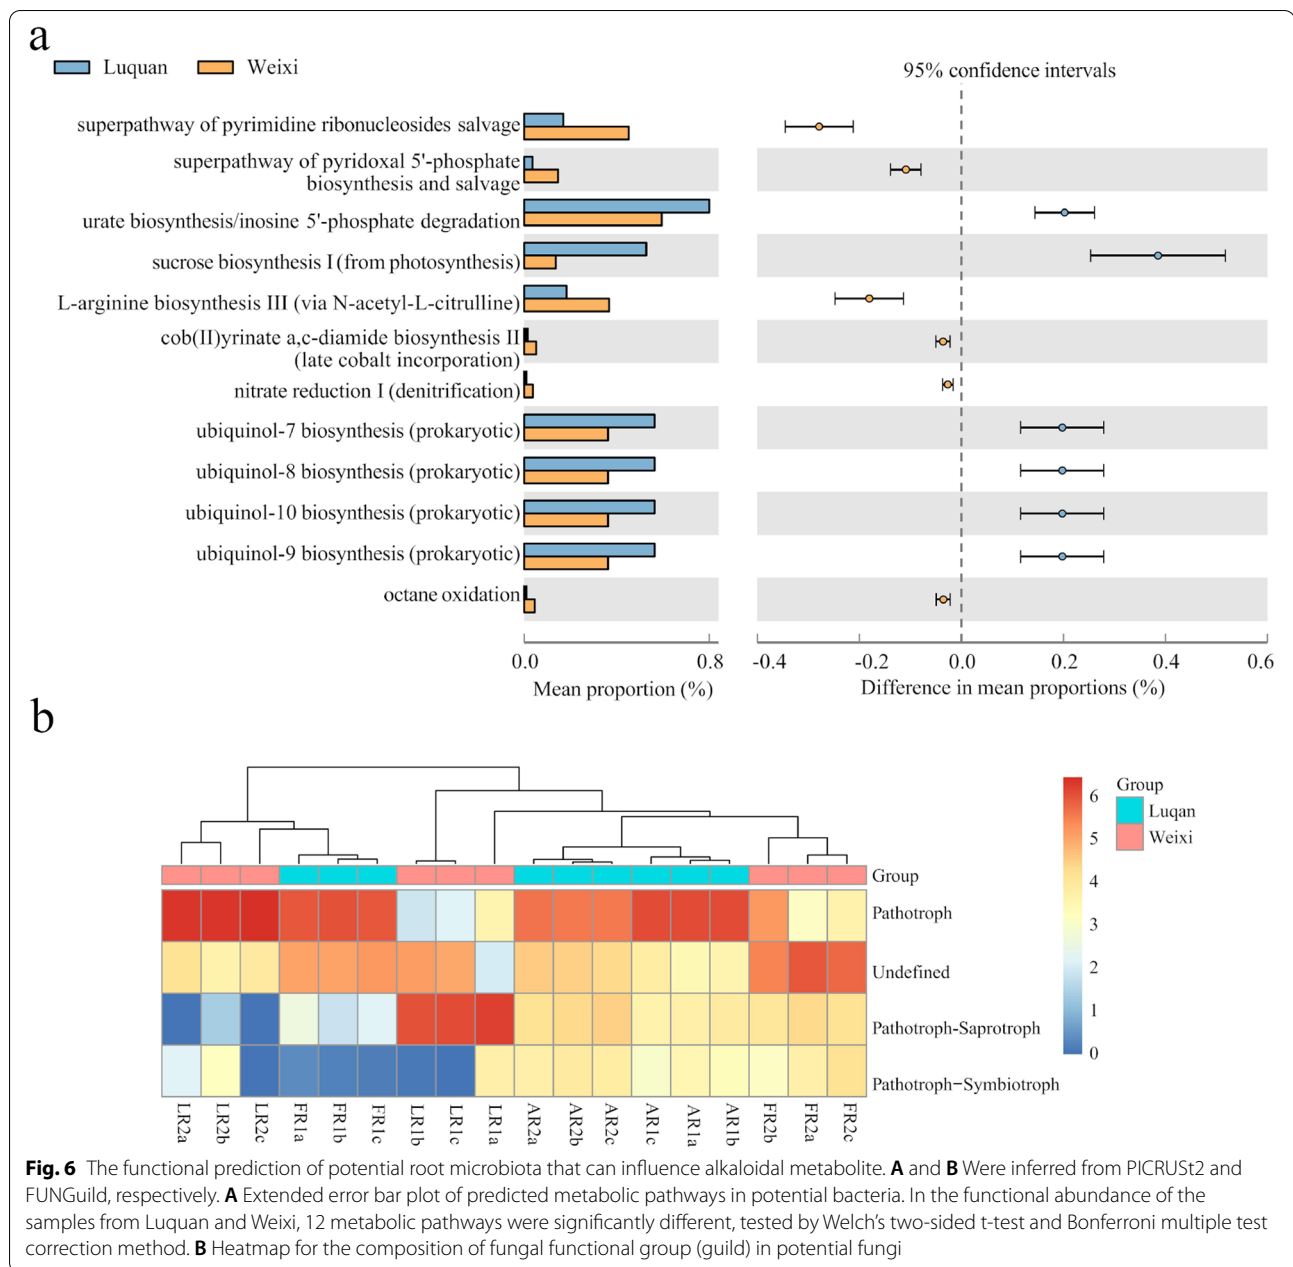 a
Luquan
Weixi
95% confidence intervals
superpathway of pyrimidine ribonucleosides salvage
superpathway of pyridoxal 5'-phosphate
biosynthesis and salvage
urate biosynthesis/inosine 5'-phosphate degradation
sucrose biosynthesis I (from photosynthesis)
L-arginine biosynthesis III (via N-acetyl-L-citrulline)
cob(II)yrinate a,c-diamide biosynthesis II
(late cobalt incorporation)
nitrate reduction I (denitrification)
ubiquinol-7 biosynthesis (prokaryotic)
ubiquinol-8 biosynthesis (prokaryotic)
ubiquinol-10 biosynthesis (prokaryotic)
ubiquinol-9 biosynthesis (prokaryotic)
octane oxidation
0.0 0.8
Mean proportion (%)
-0.4 -0.2 0.0 0.2 0.4 0.6
Difference in mean proportions (%)
b
6
5
4
3
2
1
0
Group
Luqan
Weixi
Group
Pathotroph
Undefined
Pathotroph-Saprotroph
Pathotroph−Symbiotroph
LR2a LR2b LR2c FR1a FR1b FR1c LR1b LR1c LR1a AR2a AR2b AR2c AR1c AR1a AR1b FR2b FR2a FR2c
Fig. 6 The functional prediction of potential root microbiota that can influence alkaloidal metabolite. A and B Were inferred from PICRUSt2 and
FUNGuild, respectively. A Extended error bar plot of predicted metabolic pathways in potential bacteria. In the functional abundance of the
samples from Luquan and Weixi, 12 metabolic pathways were significantly different, tested by Welch's two-sided t-test and Bonferroni multiple test
correction method. B Heatmap for the composition of fungal functional group (guild) in potential fungi